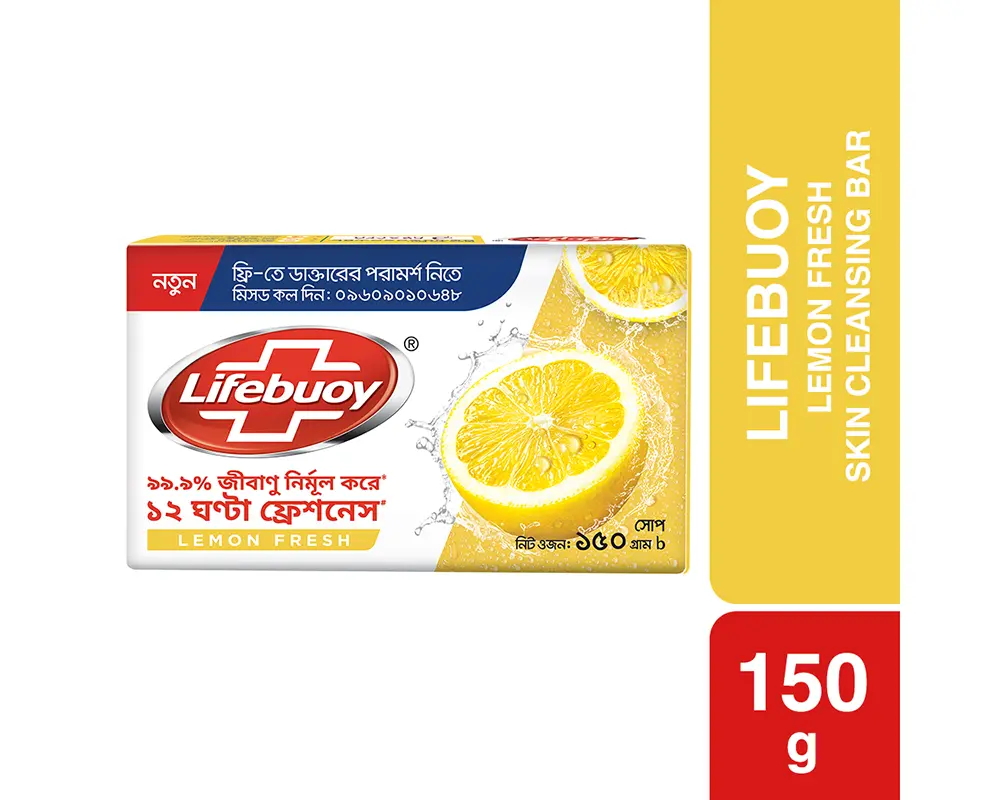 নতুন
ফ্রি-তে ডাক্তারের পরামর্শ নিতে
মিসড কল দিন: ০৯৬০৯০১০৬৪৮
Lifebuoy ®
৯৯.৯% জীবাণু নির্মূল করে*
১২ ঘণ্টা ফ্রেশনেস#
LEMON FRESH
সোপ
নিট ওজন: ১৫০ গ্রাম b
LIFEBUOY
LEMON FRESH
SKIN CLEANSING BAR
150
g